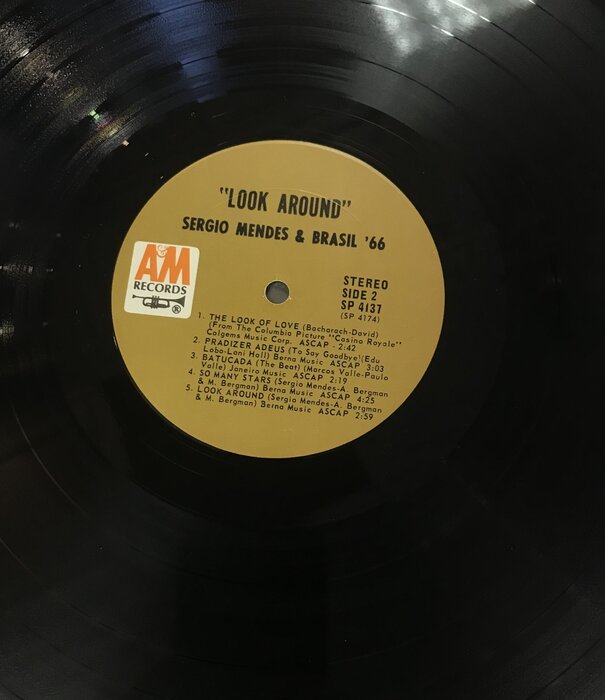 "LOOK AROUND"
SERGIO MENDES & BRASIL '66
A&M
RECORDS
®
STEREO
SIDE 2
SP 4137
(SP 4174)
1. THE LOOK OF LOVE (Bacharach-David)
(From The Columbia Picture "Casino Royale"
Colgems Music Corp. ASCAP - 2:42
2. PRADIZER ADEUS (To Say Goodbye)(Edu
Lobo-Lani Hall) Berna Music ASCAP 3:03
3. BATUCADA (The Beat) (Marcos Valle-Paulo
Valle) Janeiro Music ASCAP 2:19
4. SO MANY STARS (Sergio Mendes-A. Bergman
& M. Bergman) Berna Music ASCAP 4:25
5. LOOK AROUND (Sergio Mendes-A. Bergman
& M. Bergman) Berna Music ASCAP 2:59